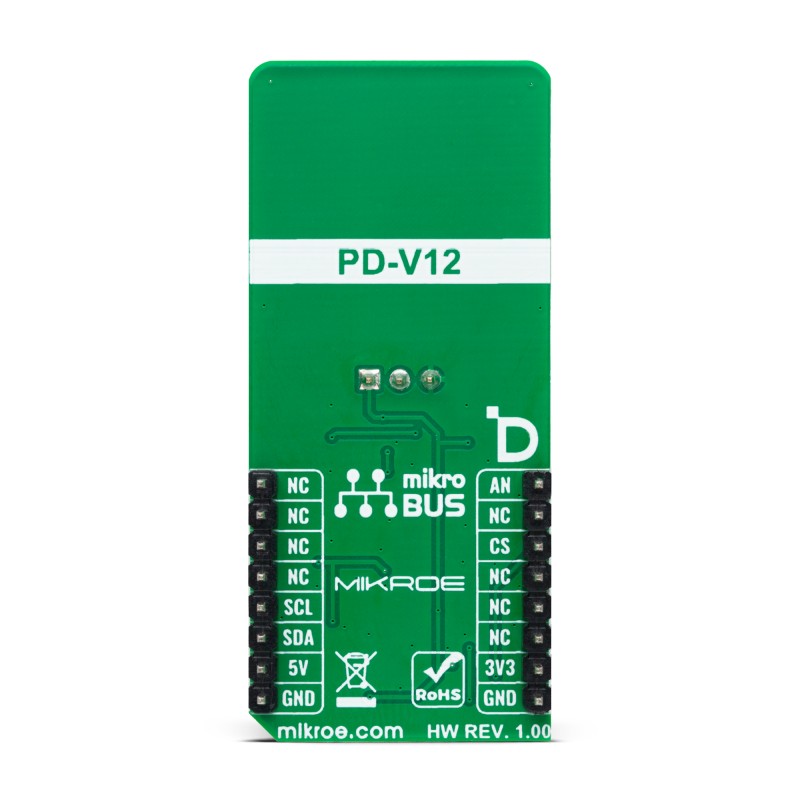 PD-V12
D
mikro
BUS
NC AN
NC NC
NC CS
NC NC
SCL NC
SDA NC
5V 3V3
GND GND
MIKROE
RoHS
mikroe.com HW REV. 1.00